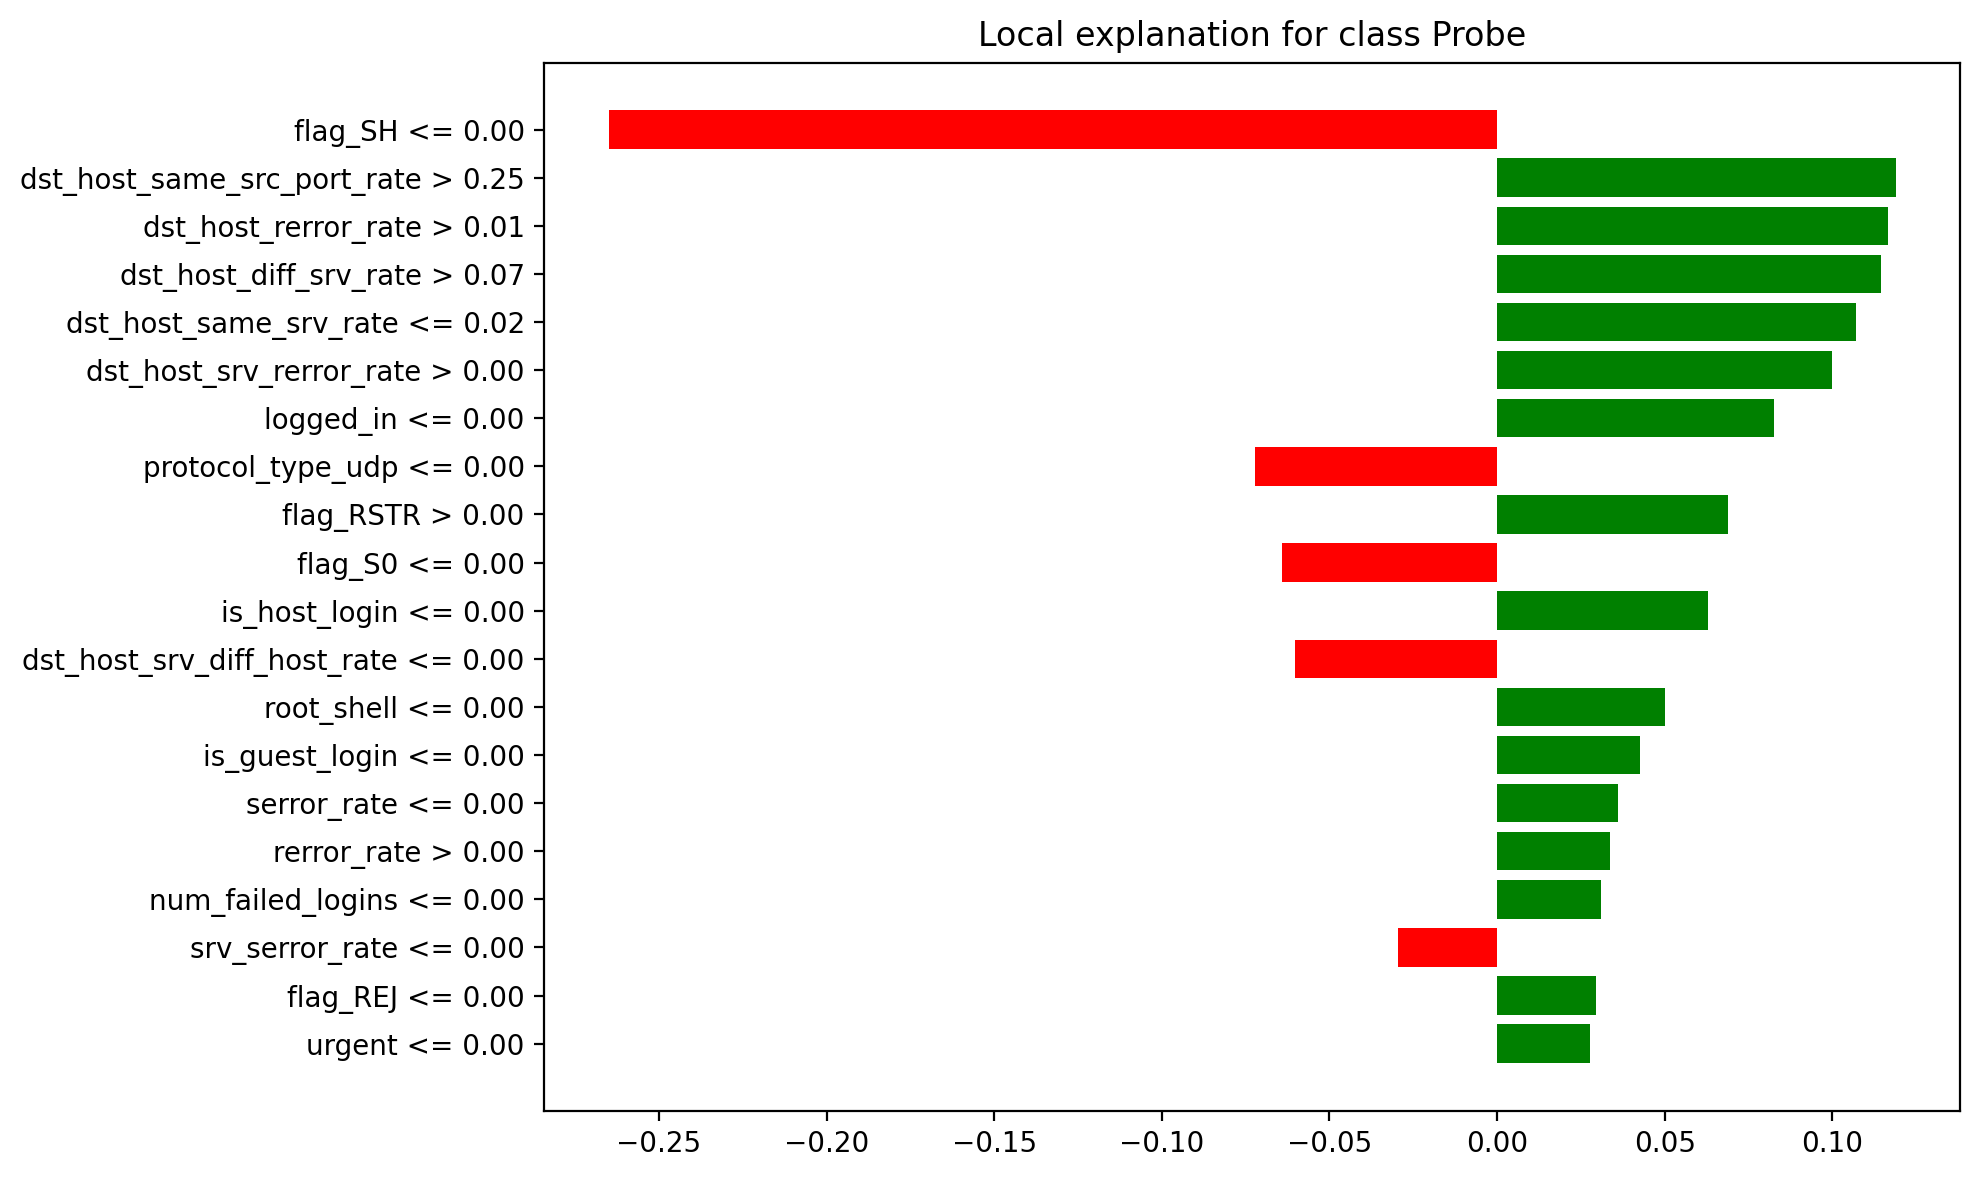 Local explanation for class Probe
flag_SH <= 0.00
dst_host_same_src_port_rate > 0.25
dst_host_rerror_rate > 0.01
dst_host_diff_srv_rate > 0.07
dst_host_same_srv_rate <= 0.02
dst_host_srv_rerror_rate > 0.00
logged_in <= 0.00
protocol_type_udp <= 0.00
flag_RSTR > 0.00
flag_S0 <= 0.00
is_host_login <= 0.00
dst_host_srv_diff_host_rate <= 0.00
root_shell <= 0.00
is_guest_login <= 0.00
serror_rate <= 0.00
rerror_rate > 0.00
num_failed_logins <= 0.00
srv_serror_rate <= 0.00
flag_REJ <= 0.00
urgent <= 0.00
−0.25 −0.20 −0.15 −0.10 −0.05 0.00 0.05 0.10